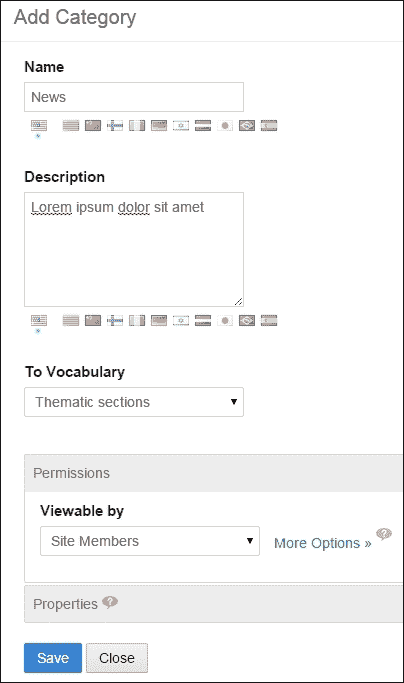 Add Category
Name
News
Description
Lorem ipsum dolor sit amet
To Vocabulary
Thematic sections
Permissions
Viewable by
Site Members
More Options »
Properties
Save
Close